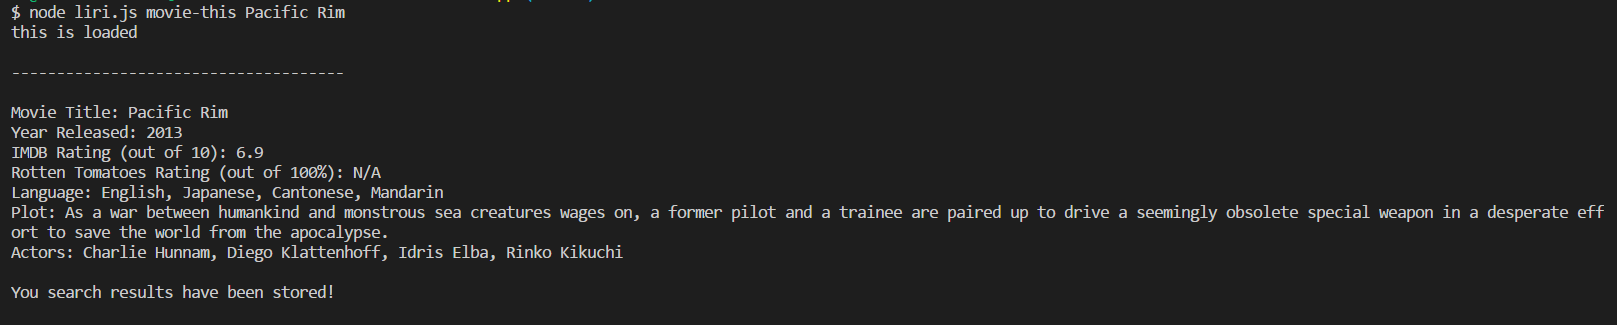 $ node liri.js movie-this Pacific Rim
this is loaded
-------------------------------------
Movie Title: Pacific Rim
Year Released: 2013
IMDB Rating (out of 10): 6.9
Rotten Tomatoes Rating (out of 100%): N/A
Language: English, Japanese, Cantonese, Mandarin
Plot: As a war between humankind and monstrous sea creatures wages on, a former pilot and a trainee are paired up to drive a seemingly obsolete special weapon in a desperate eff
ort to save the world from the apocalypse.
Actors: Charlie Hunnam, Diego Klattenhoff, Idris Elba, Rinko Kikuchi
You search results have been stored!